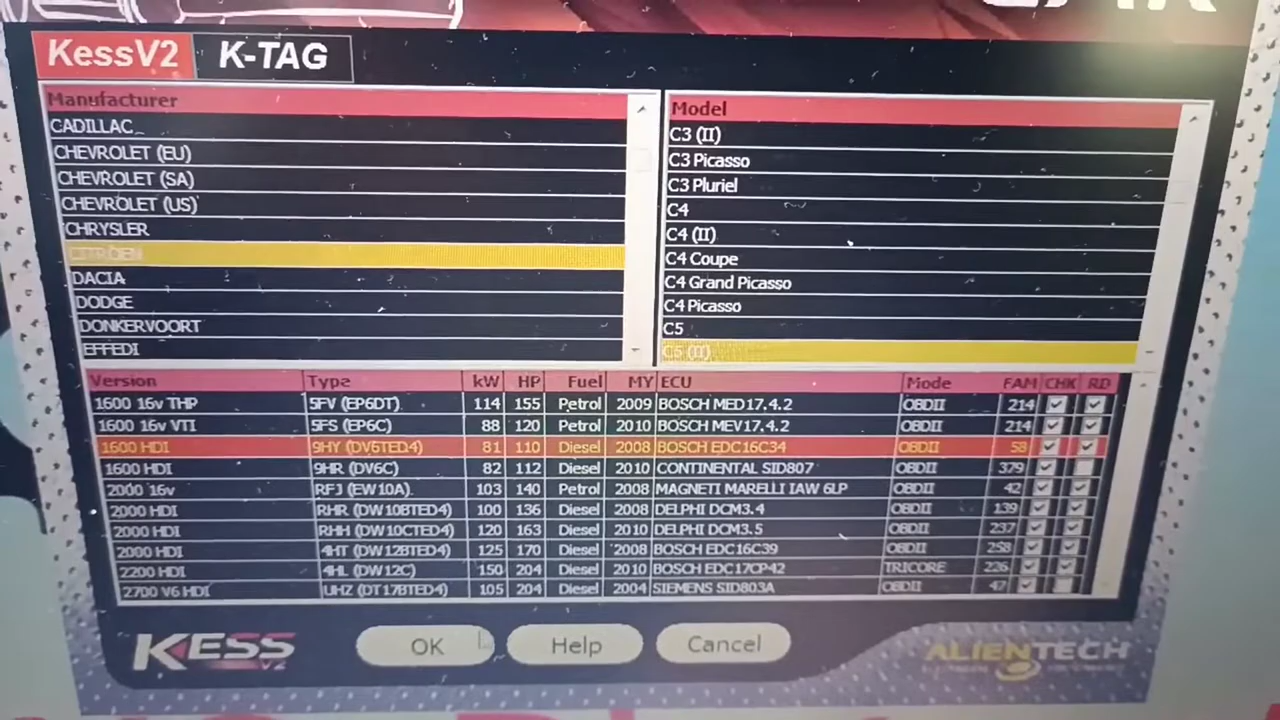 KessV2 K-TAG
Manufacturer
CADILLAC
CHEVROLET (EU)
CHEVROLET (SA)
CHEVROLET (US)
CHRYSLER
CITROEN
DACIA
DODGE
DONKERVOORT
EFFEDI
Model
C3 (II)
C3 Picasso
C3 Pluriel
C4
C4 (II)
C4 Coupe
C4 Grand Picasso
C4 Picasso
C5
C5 (II)
Version Type kW HP Fuel MY ECU Mode FAM CHK RD
1600 16v THP 5FV (EP6DT) 114 155 Petrol 2009 BOSCH MED17.4.2 OBDII 214
1600 16v VTI 5FS (EP6C) 88 120 Petrol 2010 BOSCH MEV17.4.2 OBDII 214
1600 HDI 9HY (DV6TED4) 81 110 Diesel 2008 BOSCH EDC16C34 OBDII 58
1600 HDI 9HR (DV6C) 82 112 Diesel 2010 CONTINENTAL SID807 OBDII 379
2000 16v RFJ (EW10A) 103 140 Petrol 2008 MAGNETI MARELLI IAW 6LP OBDII 42
2000 HDI RHR (DW10BTED4) 100 136 Diesel 2008 DELPHI DCM3.4 OBDII 139
2000 HDI RHH (DW10CTED4) 120 163 Diesel 2010 DELPHI DCM3.5 OBDII 237
2000 HDI 4HT (DW12BTED4) 125 170 Diesel 2008 BOSCH EDC16C39 OBDII 258
2200 HDI 4HL (DW12C) 150 204 Diesel 2010 BOSCH EDC17CP42 TRICORE 226
2700 V6 HDI UHZ (DT17BTED4) 105 204 Diesel 2004 SIEMENS SID803A OBDII 47
KESS V2 OK Help Cancel ALIENTECH